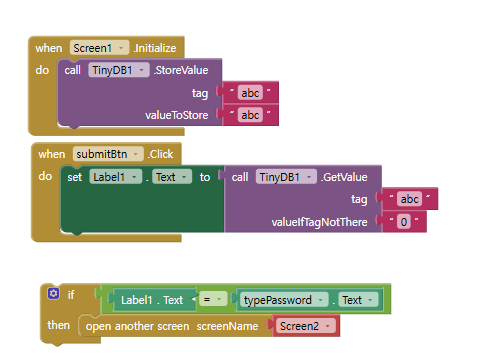 when Screen1 .Initialize
do call TinyDB1 .StoreValue
tag " abc "
valueToStore " abc "
when submitBtn .Click
do set Label1 . Text to call TinyDB1 .GetValue
tag " abc "
valueIfTagNotThere " 0 "
if Label1 . Text = typePassword . Text
then open another screen screenName Screen2